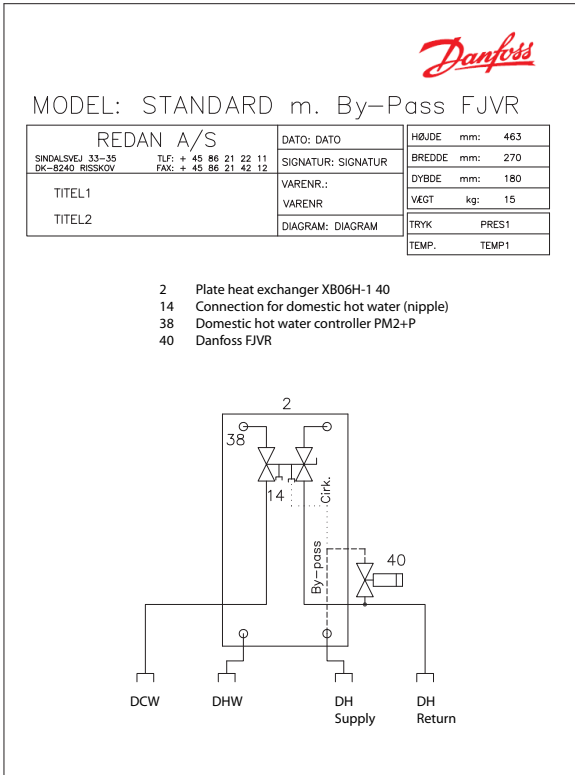 Danfoss
MODEL: STANDARD m. By-Pass FJVR
REDAN A/S
SINDALSVEJ 33-35 TLF: + 45 86 21 22 11
DK-8240 RISSKOV FAX: + 45 86 21 42 12
TITEL1
TITEL2
DATO: DATO
SIGNATUR: SIGNATUR
VARENR.:
VARENR
DIAGRAM: DIAGRAM
HØJDE mm: 463
BREDDE mm: 270
DYBDE mm: 180
VÆGT kg: 15
TRYK PRES1
TEMP. TEMP1
2 Plate heat exchanger XB06H-1 40
14 Connection for domestic hot water (nipple)
38 Domestic hot water controller PM2+P
40 Danfoss FJVR
2
38
14
Cirk.
By-pass
40
DCW
DHW
DH
Supply
DH
Return